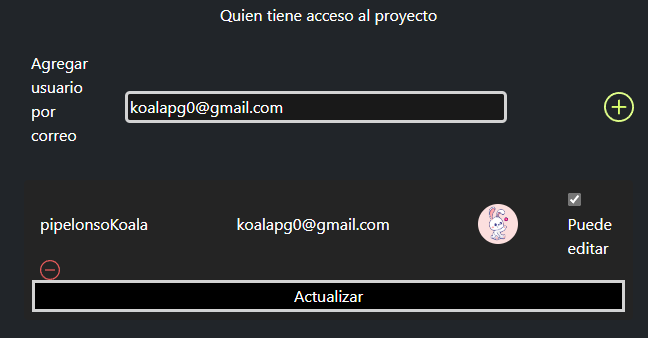 Quien tiene acceso al proyecto
Agregar
usuario
por
correo
koalapg0@gmail.com
pipelonsoKoala
koalapg0@gmail.com
Puede
editar
Actualizar